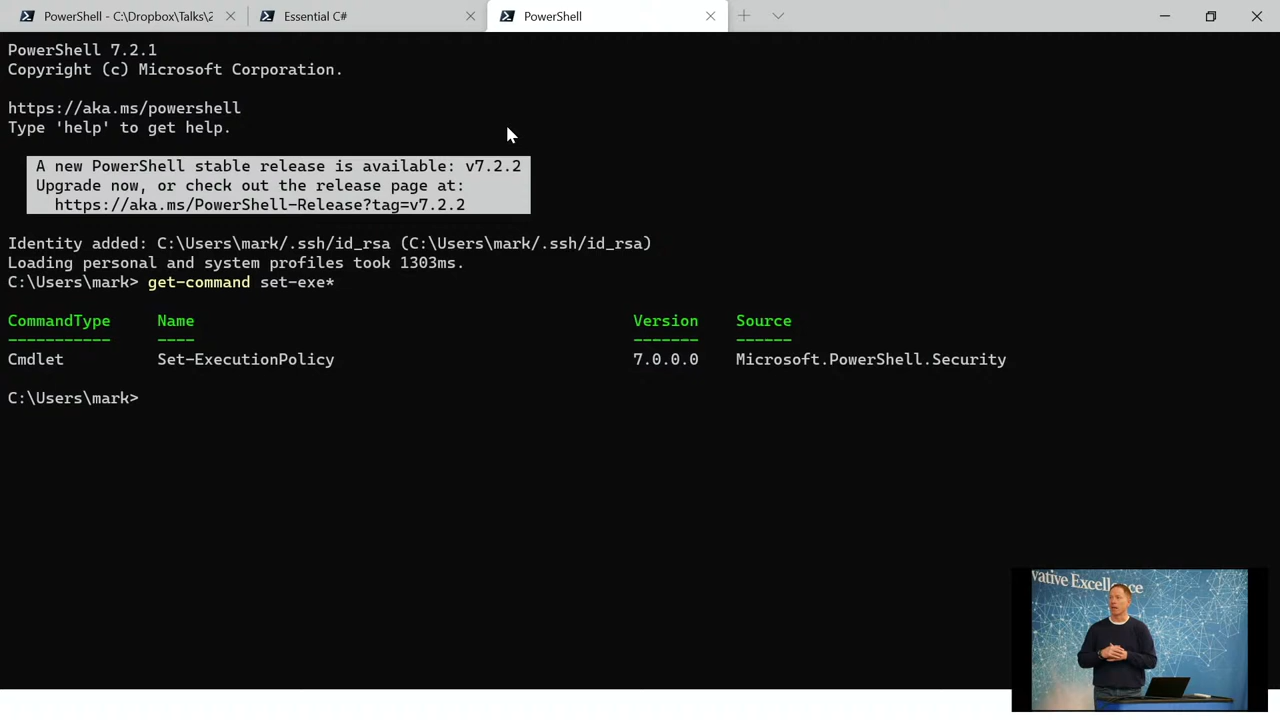 PowerShell - C:\Dropbox\Talks\2
Essential C#
PowerShell
PowerShell 7.2.1
Copyright (c) Microsoft Corporation.
https://aka.ms/powershell
Type 'help' to get help.
A new PowerShell stable release is available: v7.2.2
Upgrade now, or check out the release page at:
https://aka.ms/PowerShell-Release?tag=v7.2.2
Identity added: C:\Users\mark/.ssh/id_rsa (C:\Users\mark/.ssh/id_rsa)
Loading personal and system profiles took 1303ms.
C:\Users\mark> get-command set-exe*
CommandType Name Version Source
----------- ---- ------- ------
Cmdlet Set-ExecutionPolicy 7.0.0.0 Microsoft.PowerShell.Security
C:\Users\mark>
vative Excellence